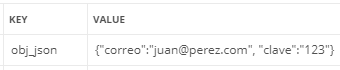 KEY VALUE
obj_json {"correo":"juan@perez.com", "clave":"123"}